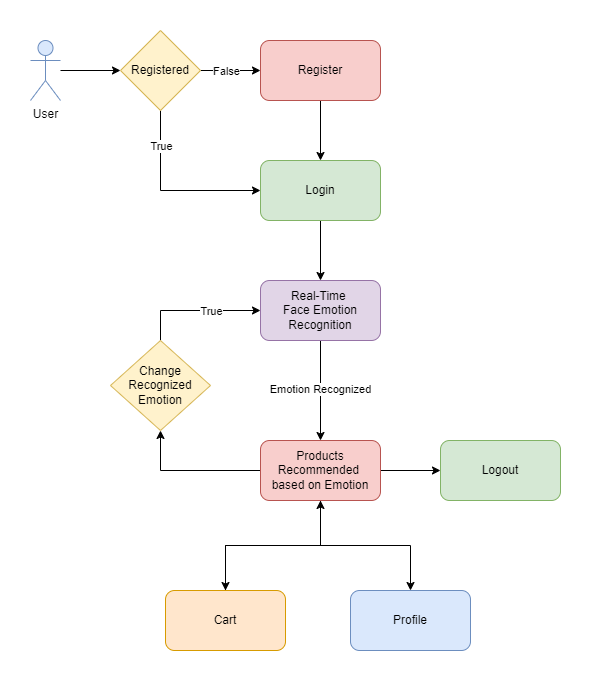 Registered
False
Register
User
True
Login
Real-Time
Face Emotion
Recognition
True
Change
Recognized
Emotion
Emotion Recognized
Products
Recommended
based on Emotion
Logout
Cart
Profile